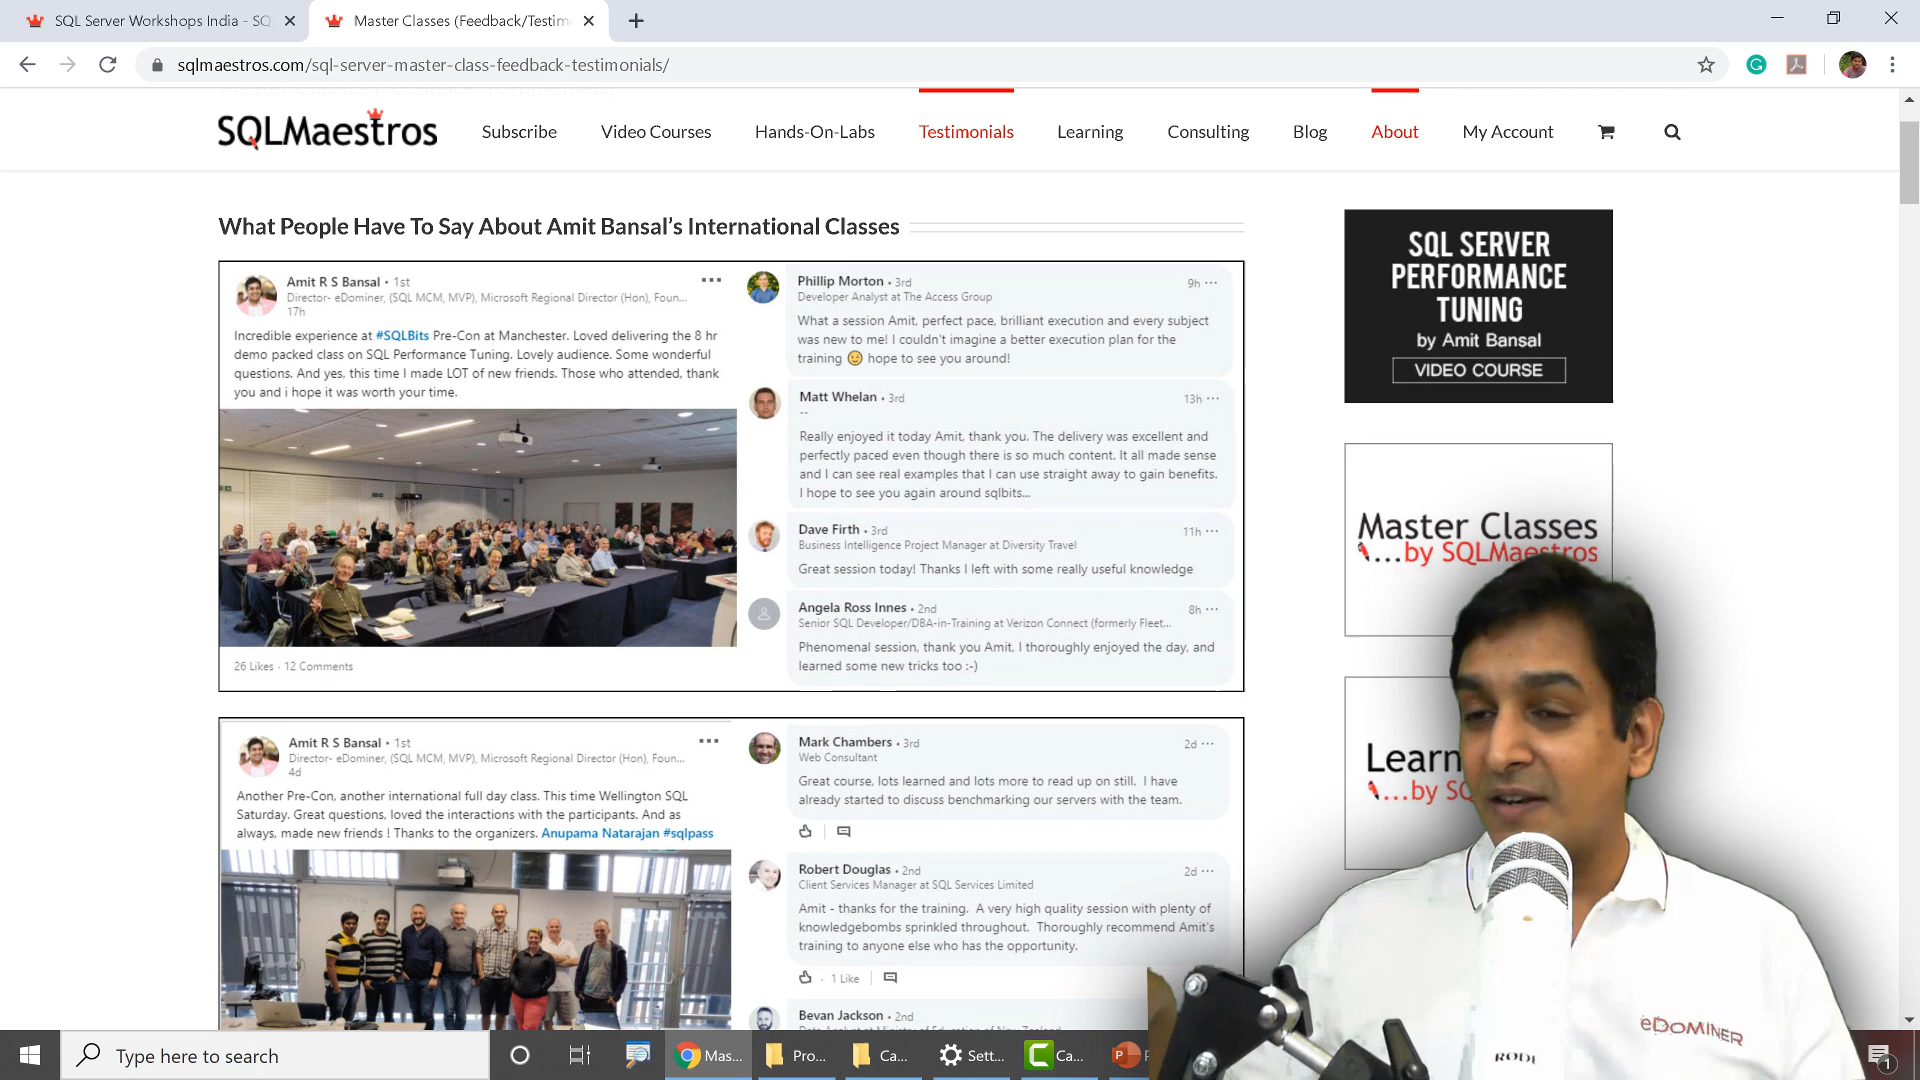 SQL Server Workshops India - SQ
Master Classes (Feedback/Testim
sqlmaestros.com/sql-server-master-class-feedback-testimonials/
SQLMaestros
Subscribe
Video Courses
Hands-On-Labs
Testimonials
Learning
Consulting
Blog
About
My Account
What People Have To Say About Amit Bansal's International Classes
Amit R S Bansal • 1st
Director- eDominer, (SQL MCM, MVP), Microsoft Regional Director (Hon), Foun...
17h
Incredible experience at #SQLBits Pre-Con at Manchester. Loved delivering the 8 hr
demo packed class on SQL Performance Tuning. Lovely audience. Some wonderful
questions. And yes, this time I made LOT of new friends. Those who attended, thank
you and i hope it was worth your time.
26 Likes · 12 Comments
Phillip Morton • 3rd
9h
Developer Analyst at The Access Group
What a session Amit, perfect pace, brilliant execution and every subject
was new to me! I couldn't imagine a better execution plan for the
training 😉 hope to see you around!
Matt Whelan • 3rd
13h
--
Really enjoyed it today Amit, thank you. The delivery was excellent and
perfectly paced even though there is so much content. It all made sense
and I can see real examples that I can use straight away to gain benefits.
I hope to see you again around sqlbits...
Dave Firth • 3rd
11h
Business Intelligence Project Manager at Diversity Travel
Great session today! Thanks I left with some really useful knowledge
Angela Ross Innes • 2nd
8h
Senior SQL Developer/DBA-in-Training at Verizon Connect (formerly Fleet...
Phenomenal session, thank you Amit, I thoroughly enjoyed the day, and
learned some new tricks too :-)
Amit R S Bansal • 1st
Director- eDominer, (SQL MCM, MVP), Microsoft Regional Director (Hon), Foun...
4d
Another Pre-Con, another international full day class. This time Wellington SQL
Saturday. Great questions, loved the interactions with the participants. And as
always, made new friends ! Thanks to the organizers. Anupama Natarajan #sqlpass
Mark Chambers • 3rd
2d
Web Consultant
Great course, lots learned and lots more to read up on still. I have
already started to discuss benchmarking our servers with the team.
Robert Douglas • 2nd
2d
Client Services Manager at SQL Services Limited
Amit - thanks for the training. A very high quality session with plenty of
knowledgebombs sprinkled throughout. Thoroughly recommend Amit's
training to anyone else who has the opportunity.
1 Like
Bevan Jackson • 2nd
SQL SERVER
PERFORMANCE
TUNING
by Amit Bansal
VIDEO COURSE
Master Classes
...by SQLMaestros
Learn
...by SQ
eDOMINER
RODE
Type here to search
Mas...
Pro...
Ca...
Sett...
Ca...
1